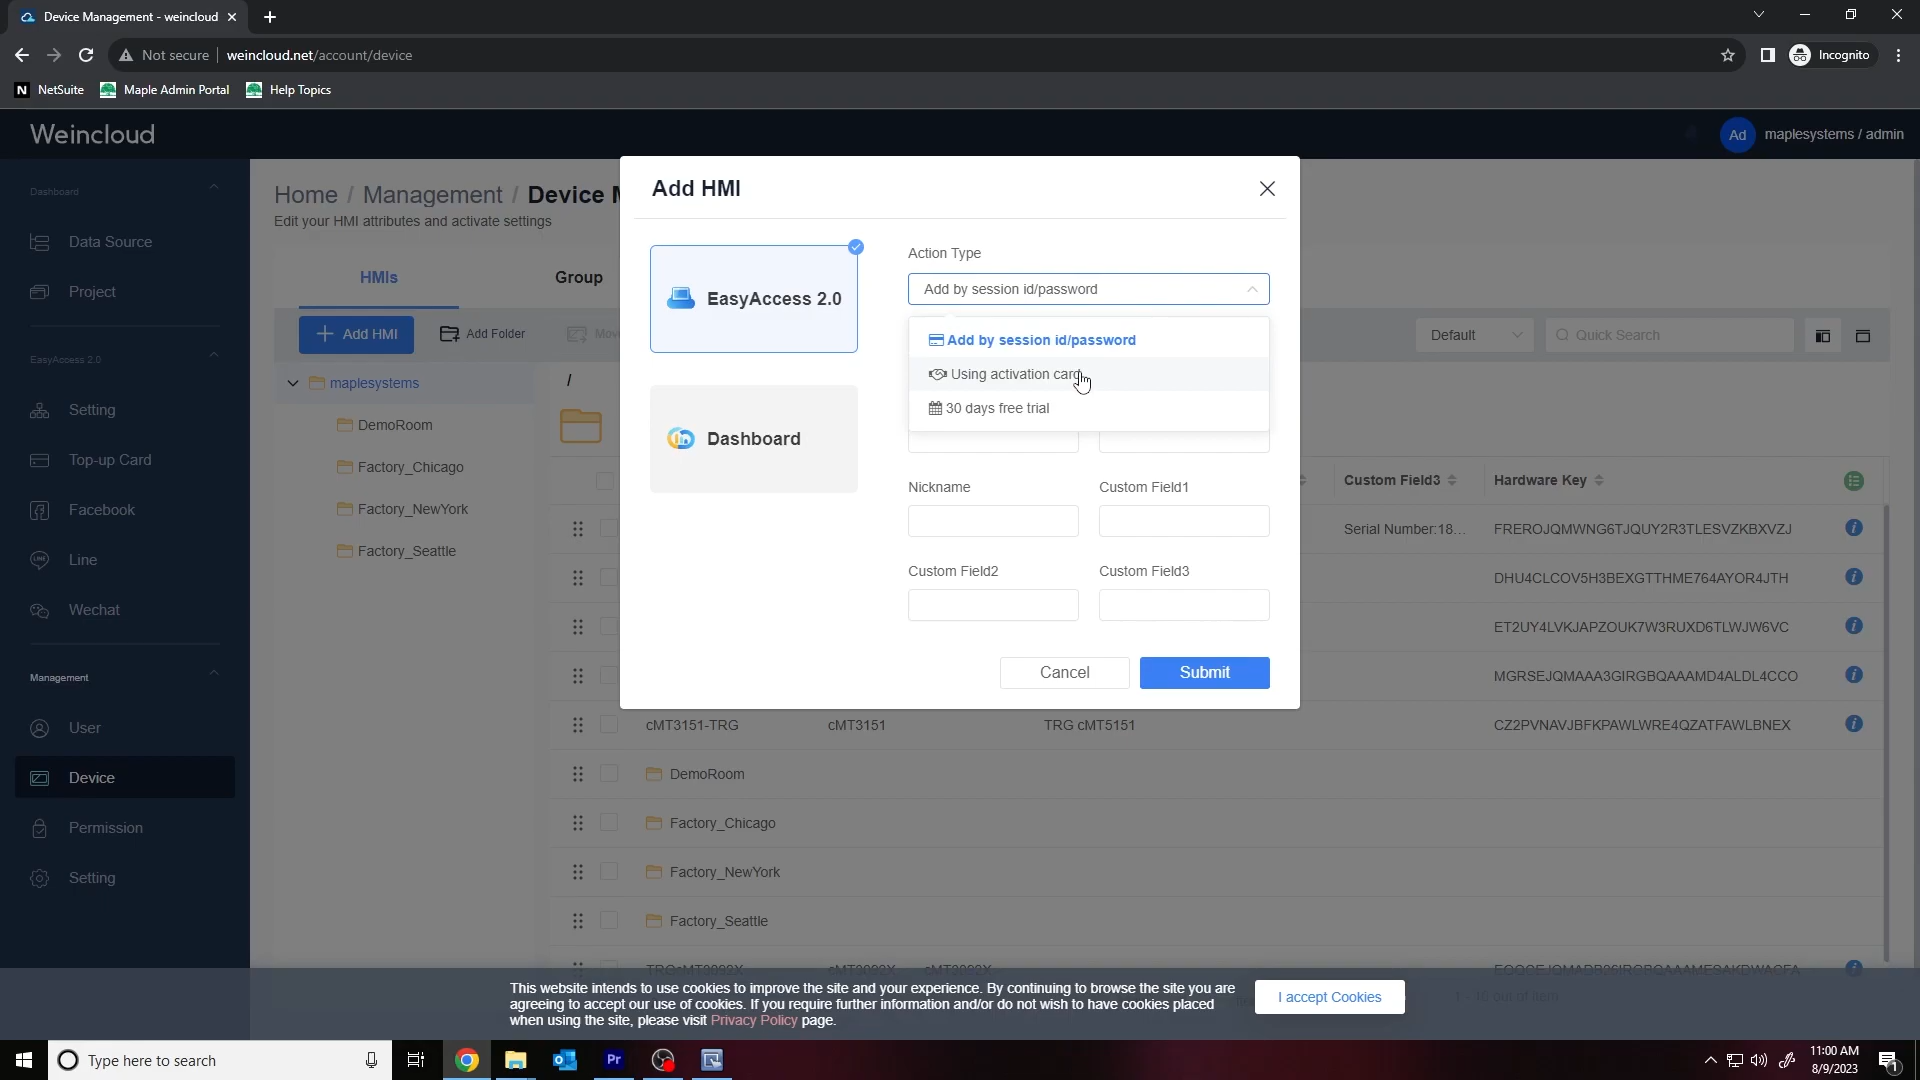 Device Management - weincloud
Not secure weincloud.net/account/device
Incognito
NetSuite Maple Admin Portal Help Topics
Weincloud
Ad maplesystems / admin
Dashboard
Data Source
Project
EasyAccess 2.0
Setting
Top-up Card
Facebook
Line
Wechat
Management
User
Device
Permission
Setting
Home / Management / Device M
Edit your HMI attributes and activate settings
HMIs Group
Add HMI Add Folder Mov
Default Quick Search
maplesystems
DemoRoom
Factory_Chicago
Factory_NewYork
Factory_Seattle
/
Add HMI
EasyAccess 2.0
Dashboard
Action Type
Add by session id/password
Add by session id/password
Using activation card
30 days free trial
Nickname Custom Field1
Custom Field2 Custom Field3
Cancel Submit
Custom Field3 Hardware Key
Serial Number:18... FREROJQMWNG6TJQUY2R3TLESVZKBXVZJ
DHU4CLCOV5H3BEXGTTHME764AYOR4JTH
ET2UY4LVKJAPZOUK7W3RUXD6TLWJW6VC
MGRSEJQMAAA3GIRGBQAAAMD4ALDL4CCO
cMT3151-TRG cMT3151 TRG cMT5151 CZ2PVNAVJBFKPAWLWRE4QZATFAWLBNEX
DemoRoom
Factory_Chicago
Factory_NewYork
Factory_Seattle
This website intends to use cookies to improve the site and your experience. By continuing to browse the site you are
agreeing to accept our use of cookies. If you require further information and/or do not wish to have cookies placed
when using the site, please visit Privacy Policy page.
I accept Cookies
Type here to search
11:00 AM
8/9/2023
1